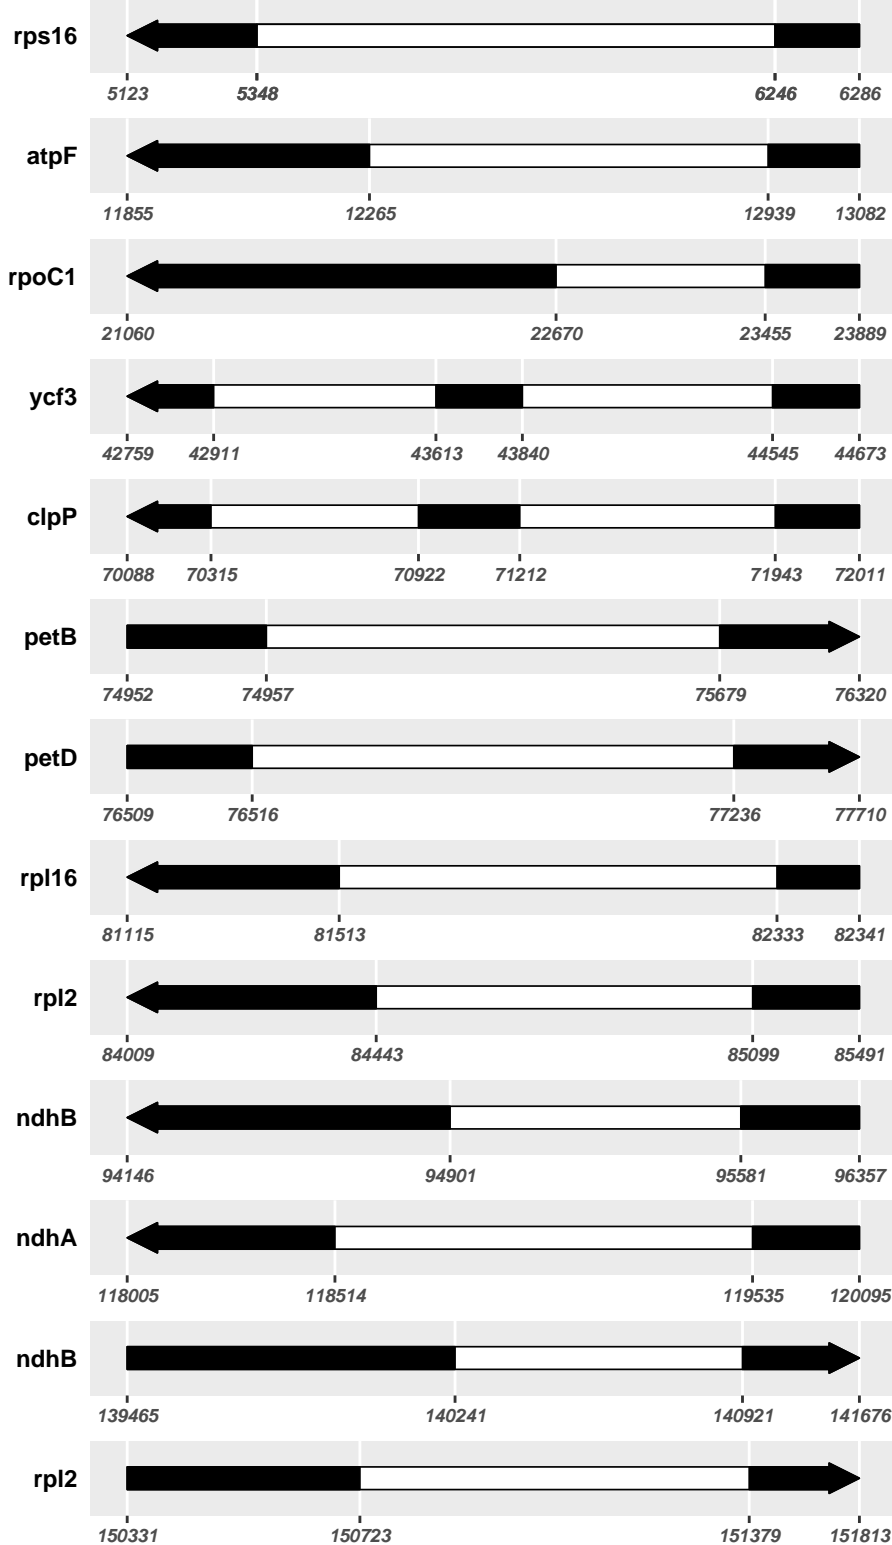 rps16
5123 5348 6246 6286
atpF
11855 12265 12939 13082
rpoC1
21060 22670 23455 23889
ycf3
42759 42911 43613 43840 44545 44673
clpP
70088 70315 70922 71212 71943 72011
petB
74952 74957 75679 76320
petD
76509 76516 77236 77710
rpl16
81115 81513 82333 82341
rpl2
84009 84443 85099 85491
ndhB
94146 94901 95581 96357
ndhA
118005 118514 119535 120095
ndhB
139465 140241 140921 141676
rpl2
150331 150723 151379 151813